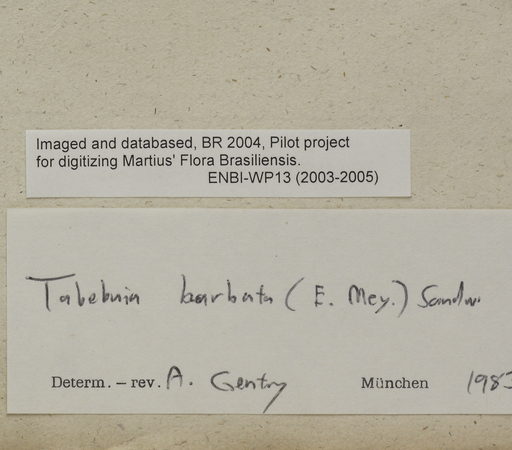 Imaged and databased, BR 2004, Pilot project
for digitizing Martius' Flora Brasiliensis.
ENBI-WP13 (2003-2005)
Tabebuia barbata (E. Mey.) Sandw.
Determ. – rev. A. Gentry München 1983